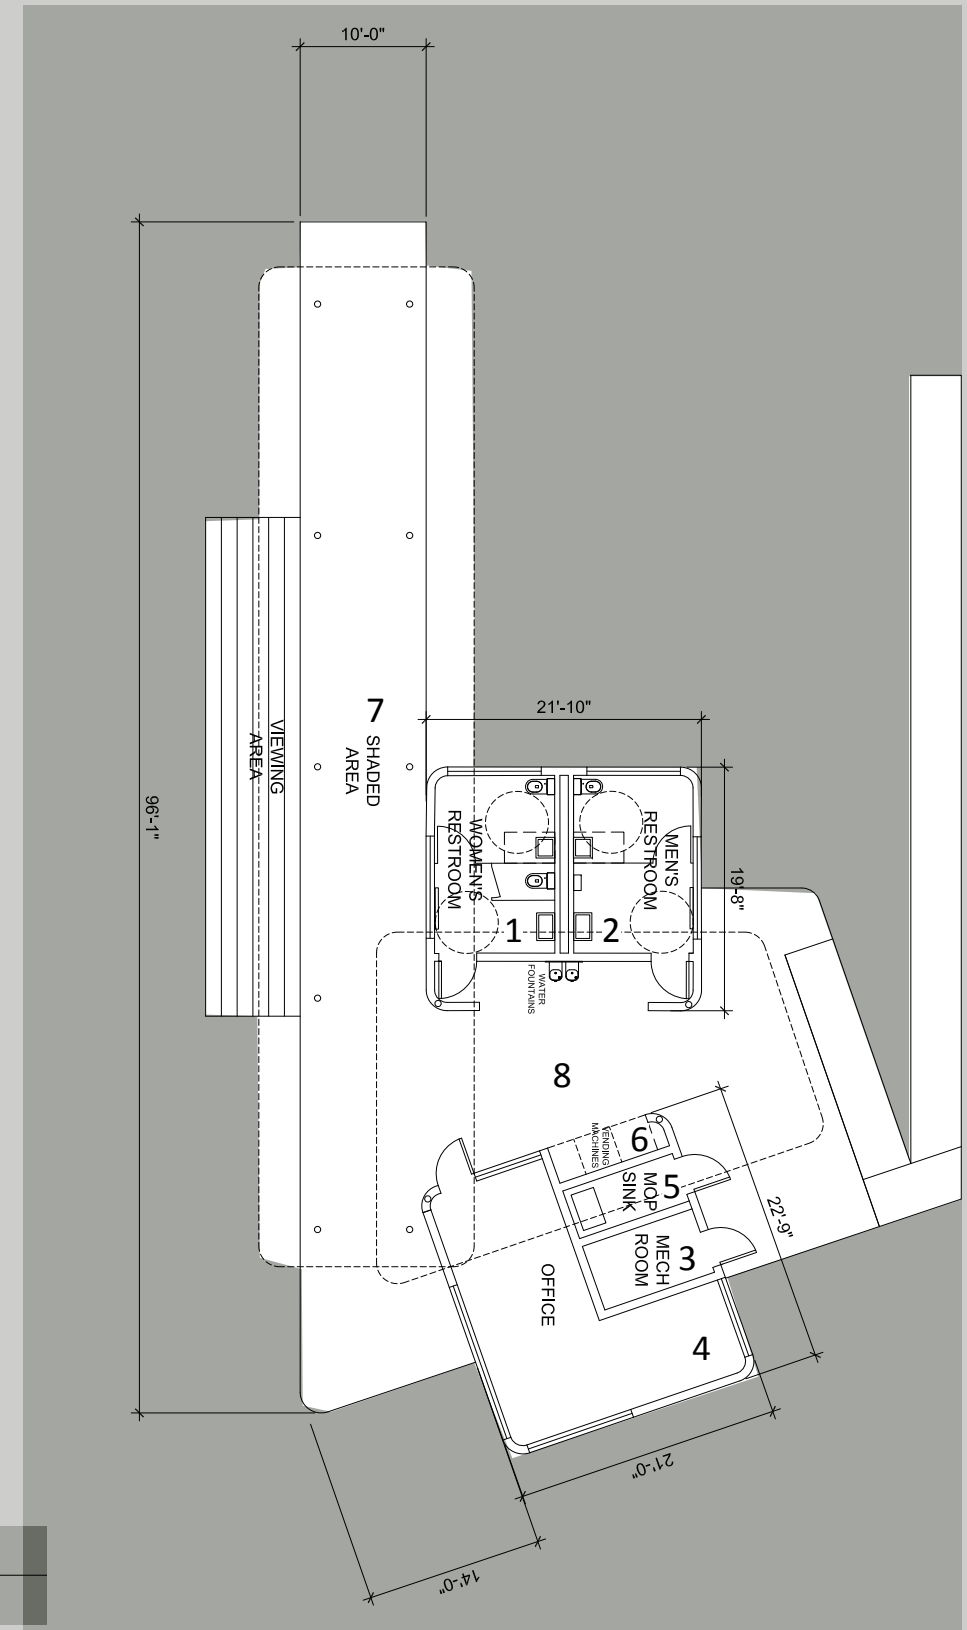 10'-0"
96'-1"
7
SHADED
AREA
VIEWING
AREA
21'-10"
19'-8"
WOMEN'S
RESTROOM
MEN'S
RESTROOM
1
2
WATER
FOUNTAINS
8
VENDING
MACHINES
6
MOP
SINK
5
MECH
ROOM
3
22'-9"
OFFICE
4
21'-0"
14'-0"